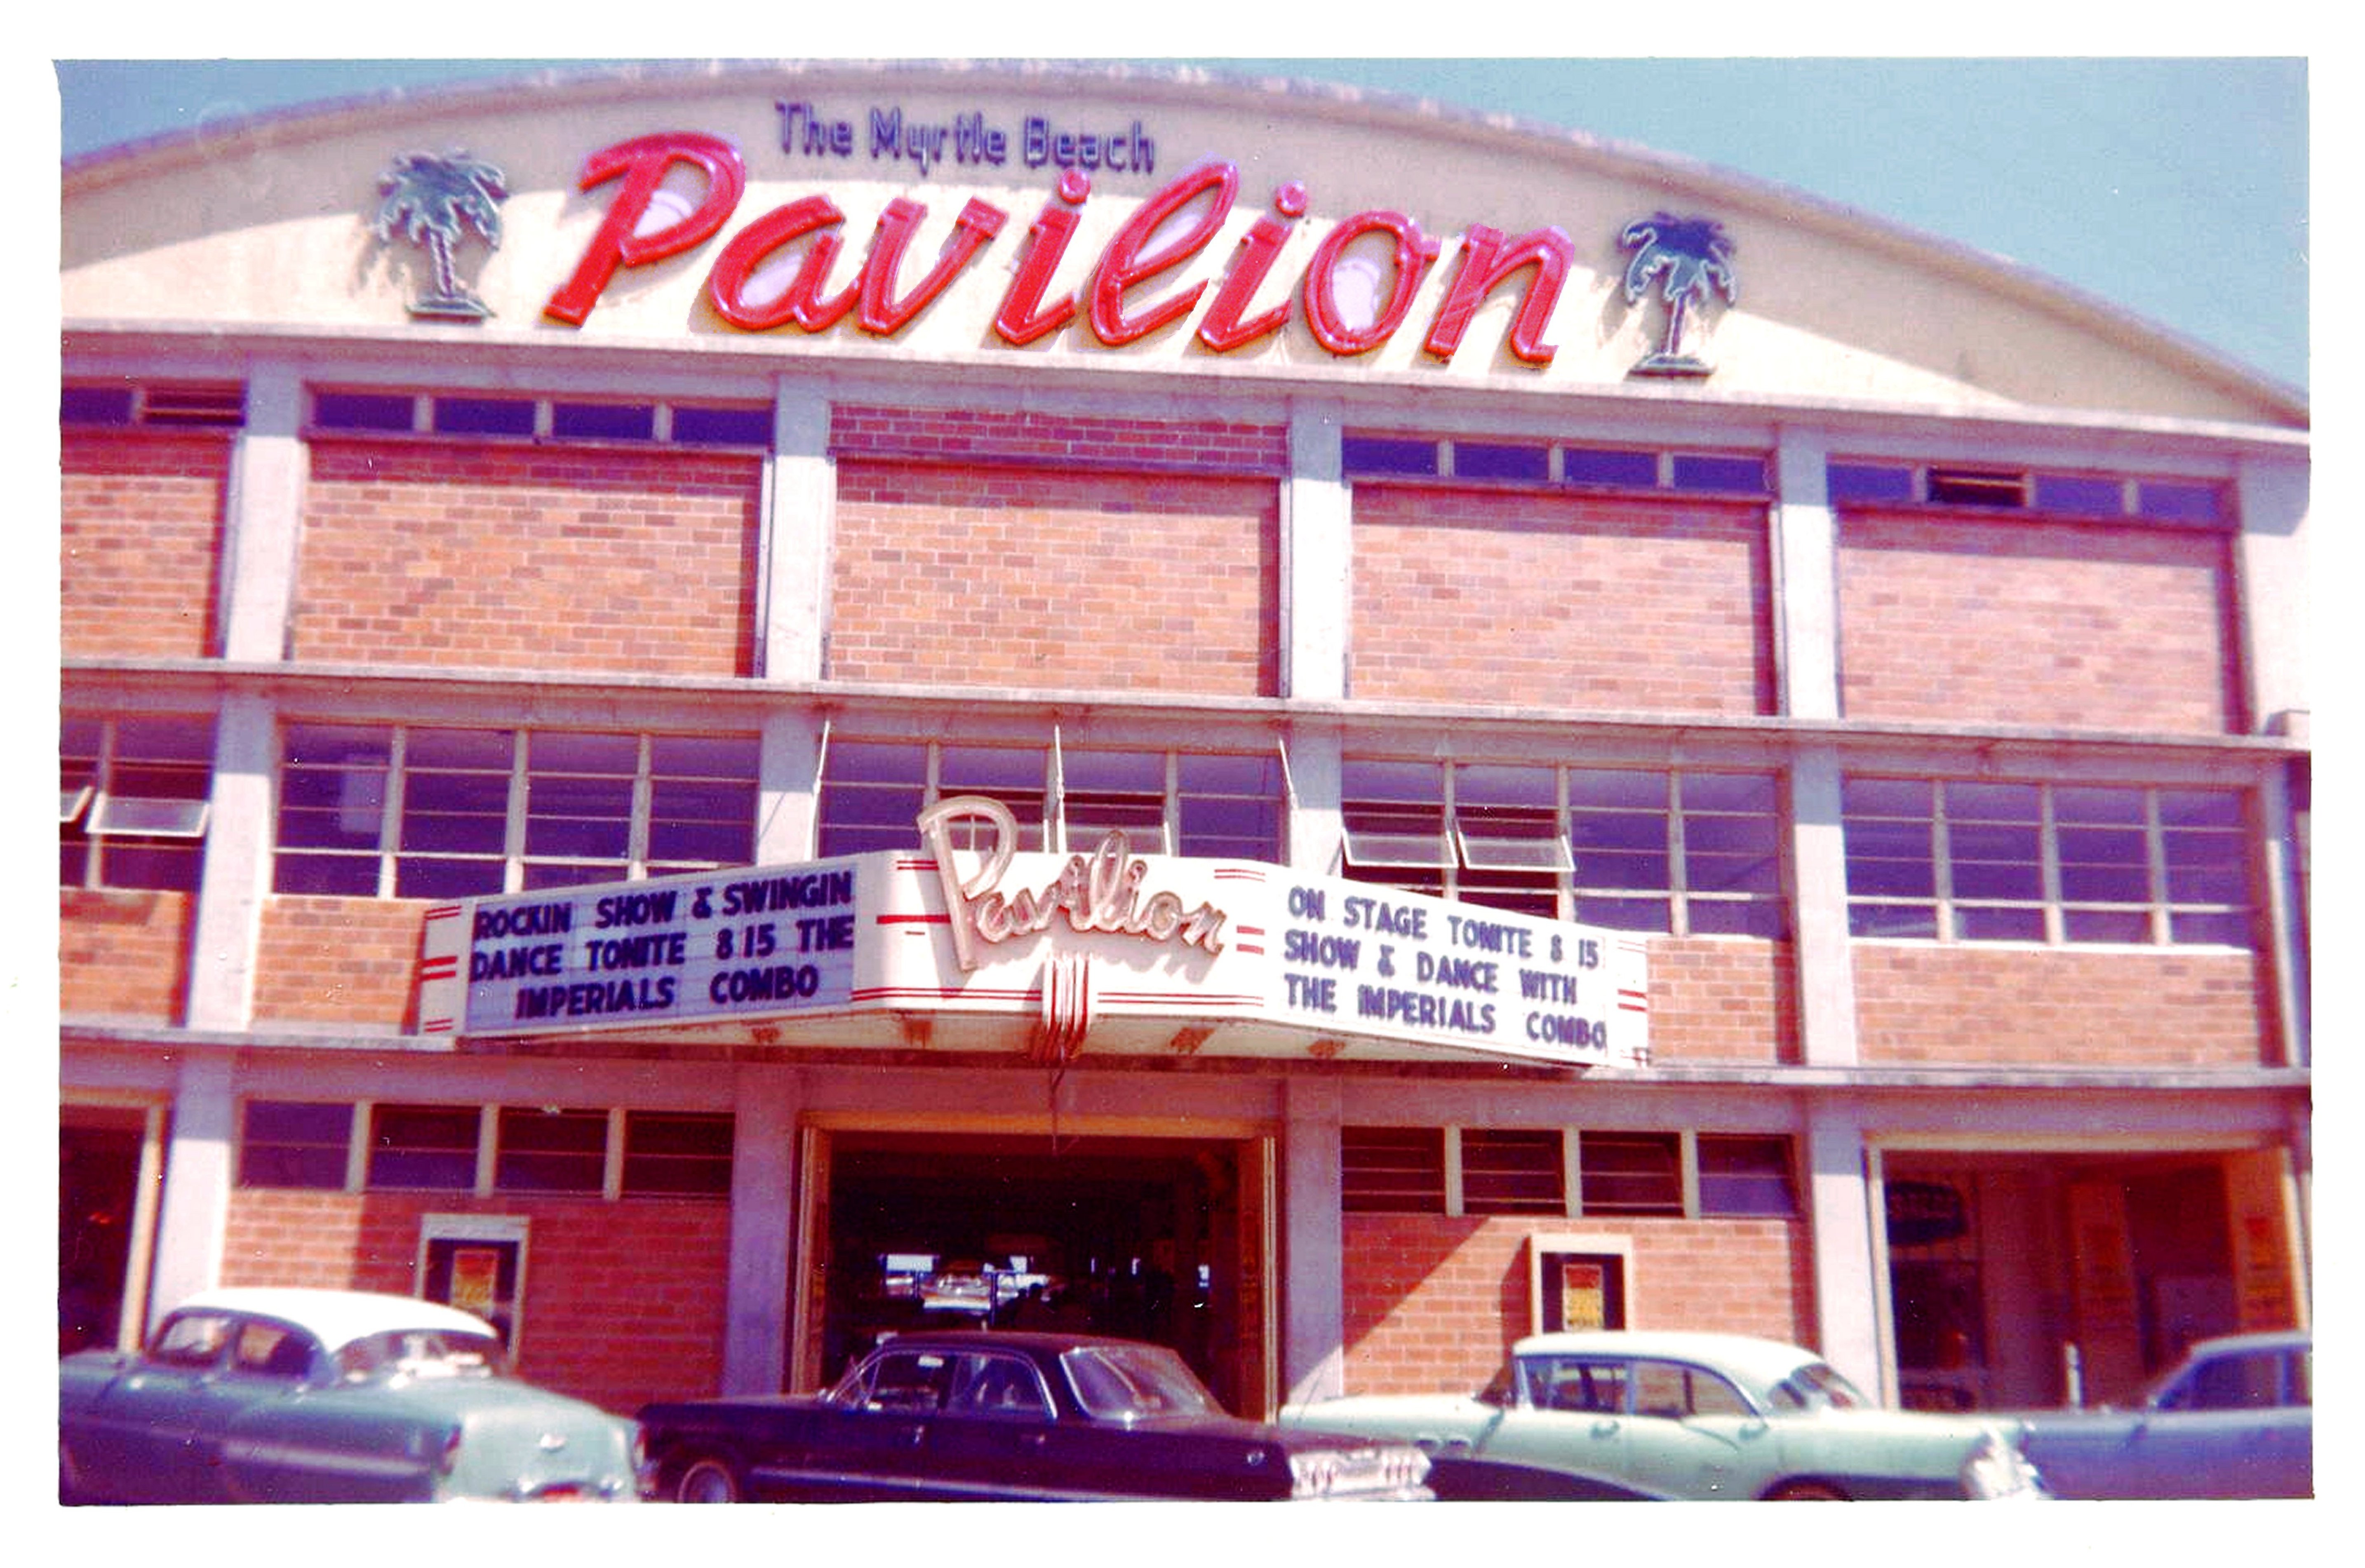 The Myrtle Beach
Pavilion
Pavilion
ROCKIN SHOW & SWINGIN
DANCE TONITE 8 15 THE
IMPERIALS COMBO
ON STAGE TONITE 8 15
SHOW & DANCE WITH
THE IMPERIALS COMBO